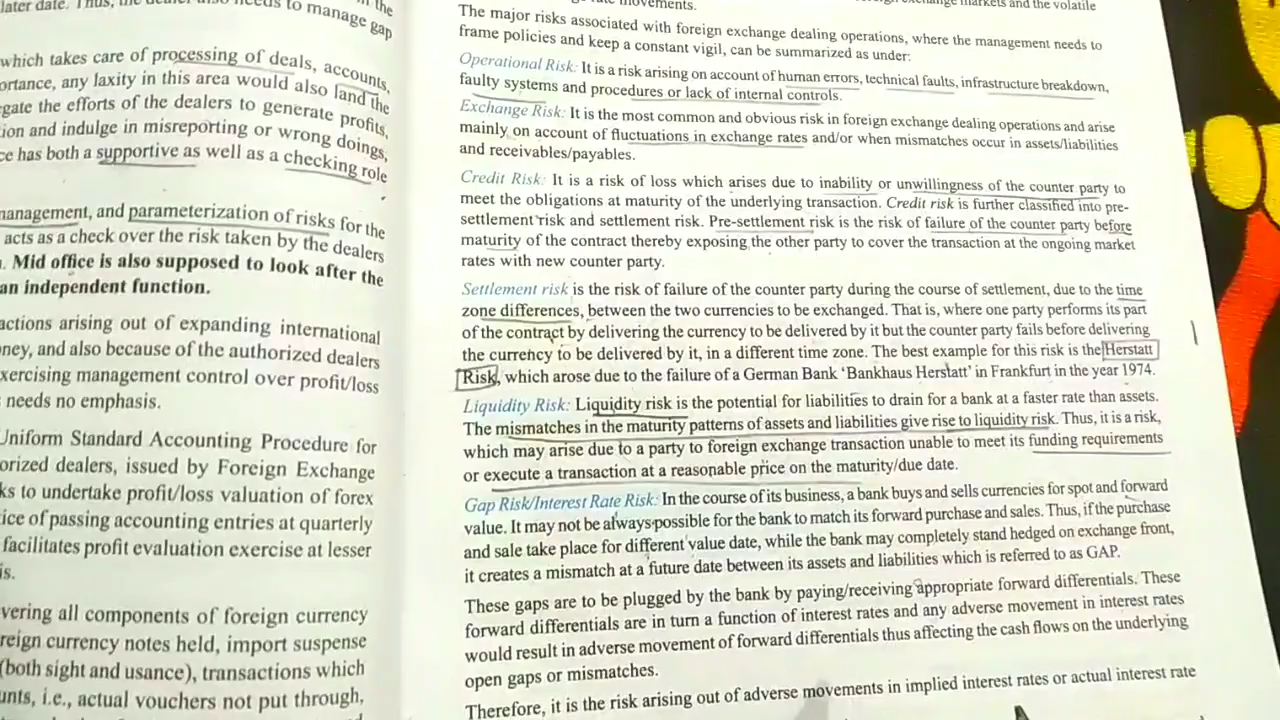 later date. Thus, the dealer also needs to manage gap
which takes care of processing of deals, accounts,
ortance, any laxity in this area would also land the
gate the efforts of the dealers to generate profits,
ion and indulge in misreporting or wrong doings,
ce has both a supportive as well as a checking role
management, and parameterization of risks for the
acts as a check over the risk taken by the dealers
. Mid office is also supposed to look after the
an independent function.
actions arising out of expanding international
ney, and also because of the authorized dealers
xercising management control over profit/loss
needs no emphasis.
Uniform Standard Accounting Procedure for
orized dealers, issued by Foreign Exchange
ks to undertake profit/loss valuation of forex
ice of passing accounting entries at quarterly
facilitates profit evaluation exercise at lesser
is.
vering all components of foreign currency
reign currency notes held, import suspense
(both sight and usance), transactions which
unts, i.e., actual vouchers not put through,
rate movements.
exchange markets and the volatile
The major risks associated with foreign exchange dealing operations, where the management needs to
frame policies and keep a constant vigil, can be summarized as under:
Operational Risk: It is a risk arising on account of human errors, technical faults, infrastructure breakdown,
faulty systems and procedures or lack of internal controls.
Exchange Risk: It is the most common and obvious risk in foreign exchange dealing operations and arise
mainly on account of fluctuations in exchange rates and/or when mismatches occur in assets/liabilities
and receivables/payables.
Credit Risk: It is a risk of loss which arises due to inability or unwillingness of the counter party to
meet the obligations at maturity of the underlying transaction. Credit risk is further classified into pre-
settlement risk and settlement risk. Pre-settlement risk is the risk of failure of the counter party before
maturity of the contract thereby exposing the other party to cover the transaction at the ongoing market
rates with new counter party.
Settlement risk is the risk of failure of the counter party during the course of settlement, due to the time
zone differences, between the two currencies to be exchanged. That is, where one party performs its part
of the contract by delivering the currency to be delivered by it but the counter party fails before delivering
the currency to be delivered by it, in a different time zone. The best example for this risk is the Herstatt
Risk, which arose due to the failure of a German Bank ‘Bankhaus Herslatt’ in Frankfurt in the year 1974.
Liquidity Risk: Liquidity risk is the potential for liabilities to drain for a bank at a faster rate than assets.
The mismatches in the maturity patterns of assets and liabilities give rise to liquidity risk. Thus, it is a risk,
which may arise due to a party to foreign exchange transaction unable to meet its funding requirements
or execute a transaction at a reasonable price on the maturity/due date.
Gap Risk/Interest Rate Risk: In the course of its business, a bank buys and sells currencies for spot and forward
value. It may not be always possible for the bank to match its forward purchase and sales. Thus, if the purchase
and sale take place for different value date, while the bank may completely stand hedged on exchange front,
it creates a mismatch at a future date between its assets and liabilities which is referred to as GAP.
These gaps are to be plugged by the bank by paying/receiving appropriate forward differentials. These
forward differentials are in turn a function of interest rates and any adverse movement in interest rates
would result in adverse movement of forward differentials thus affecting the cash flows on the underlying
open gaps or mismatches.
Therefore, it is the risk arising out of adverse movements in implied interest rates or actual interest rate